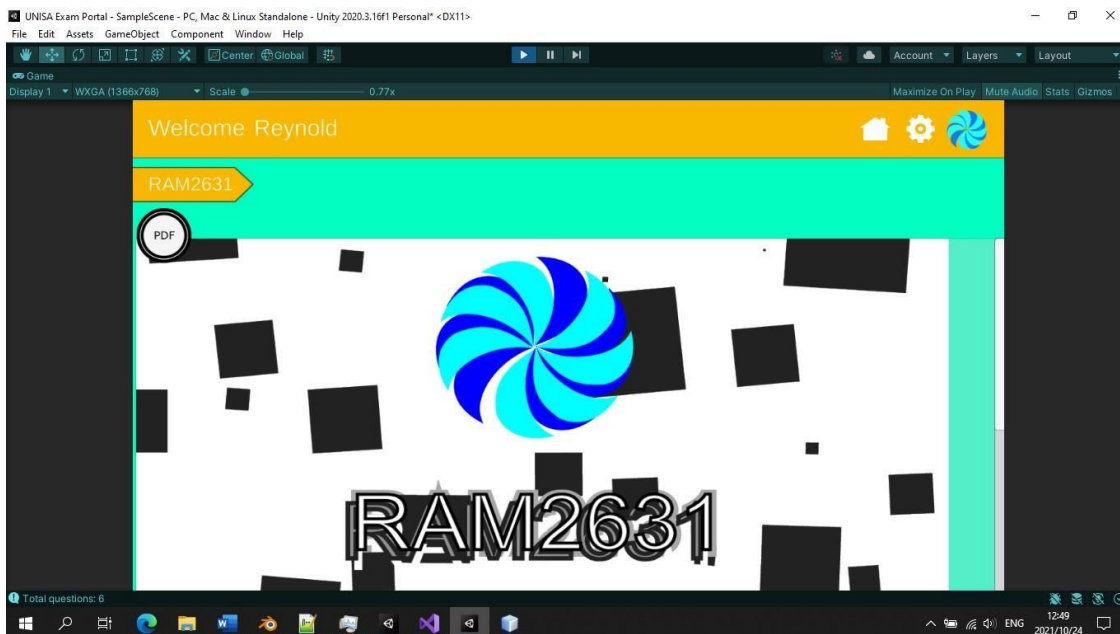 UNISA Exam Portal - SampleScene - PC, Mac & Linux Standalone - Unity 2020.3.16f1 Personal* <DX11>
File Edit Assets GameObject Component Window Help
Center Global Account Layers Layout
Game
Display 1 WXGA (1366x768) Scale 0.77x Maximize On Play Mute Audio Stats Gizmos
Welcome Reynold
RAM2631
PDF
RAM2631
Total questions: 6
ENG
12:49
2021/10/24